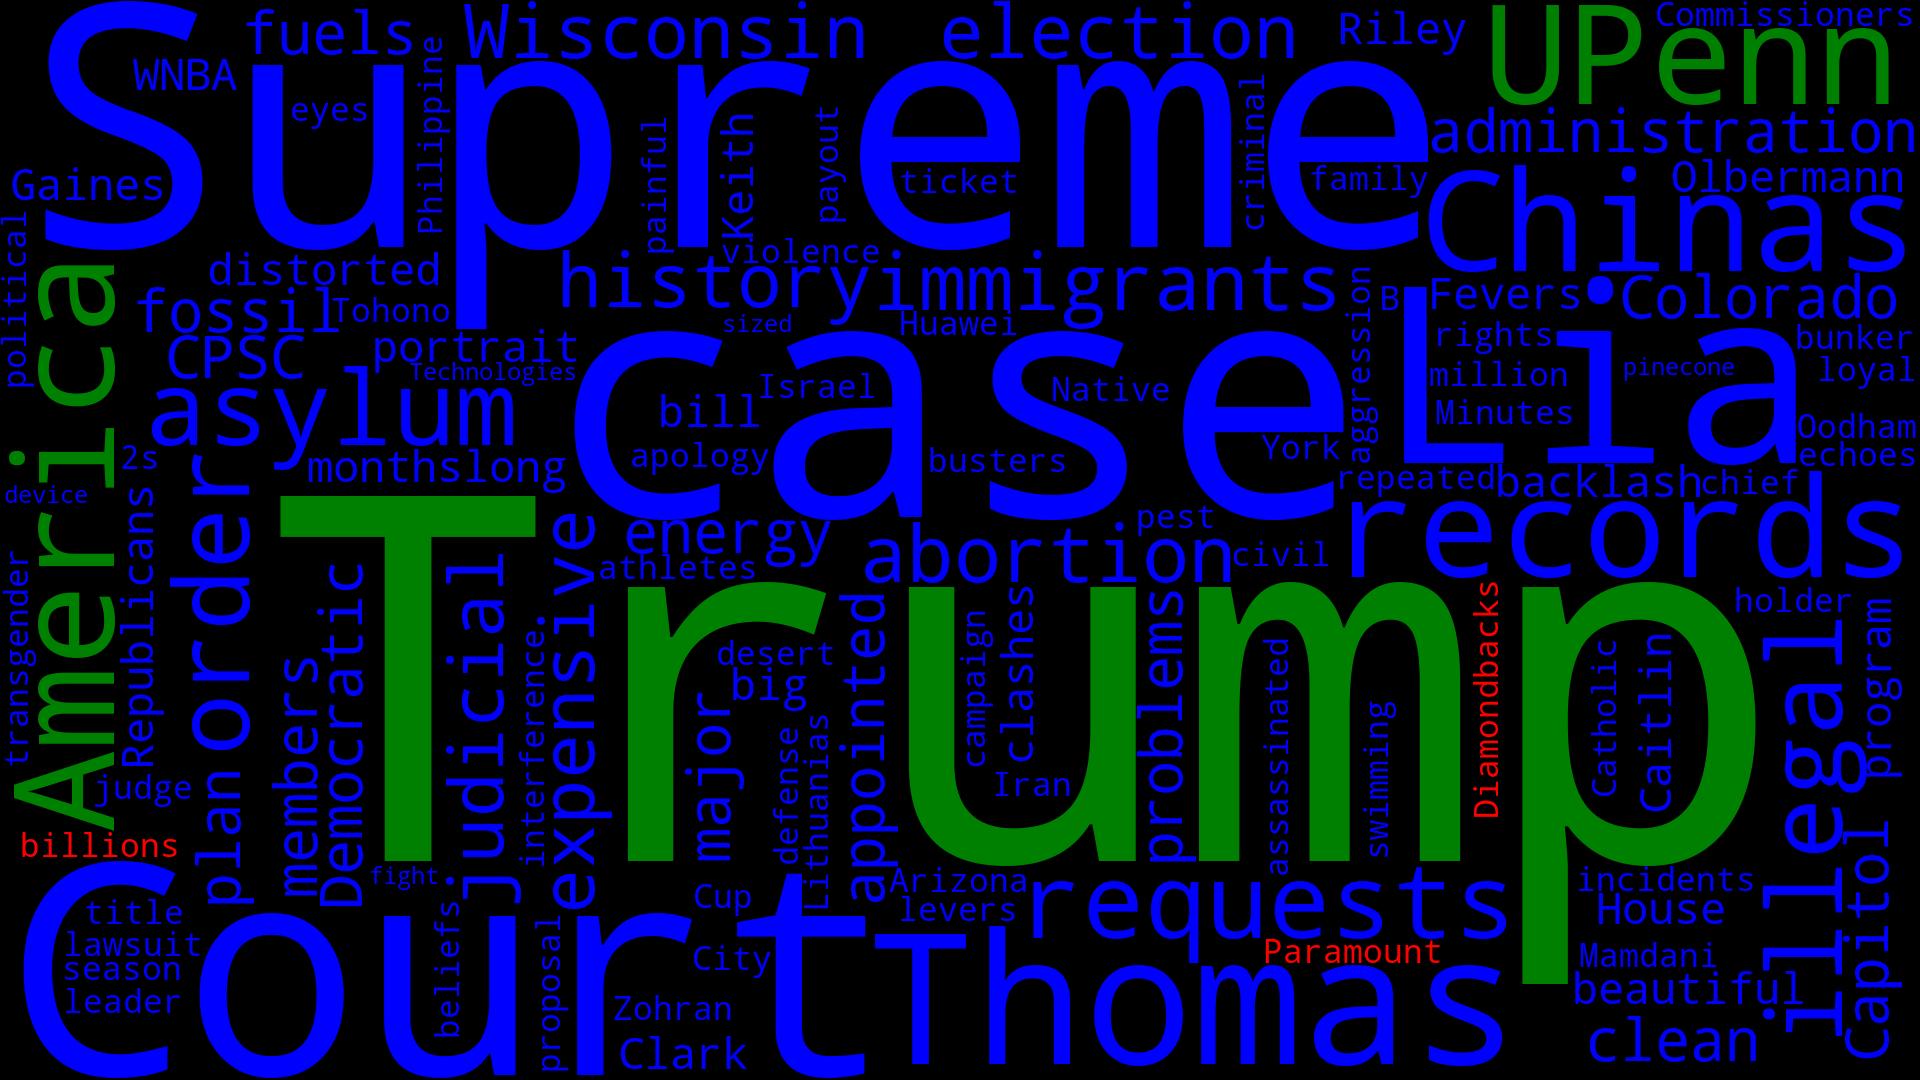 Supreme
fuels
Wisconsin
election
Riley
UPenn
Commissioners
WNBA
eyes
Philippine
painful
Keith
payout
ticket
criminal
family
administration
Olbermann
Gaines
Chinas
political
America
distorted
history
violence
immigrants
aggression
B
Fevers
Colorado
fossil
Tohono
sized
Huawei
rights
bunker
CPSC
portrait
Technologies
case
Lia
pinecone
loyal
asylum
bill
Israel
Native
million
Minutes
Oodham
2s
monthslong
apology
busters
York
repeated
backlash
chief
echoes
device
order
Trump
energy
pest
records
transgender
Republicans
athletes
abortion
civil
Democratic
judicial
expensive
desert
appointed
campaign
clashes
problems
Diamondbacks
holder
members
interference
big
assassinated
swimming
Catholic
Caitlin
illegal
program
judge
plan
major
defense
Lithuanias
Iran
billions
Court
fight
Cup
Arizona
requests
incidents
capitol
title
levers
House
lawsuit
season
beliefs
proposal
City
Thomas
Paramount
Mamdani
leader
Zohran
beautiful
Clark
clean